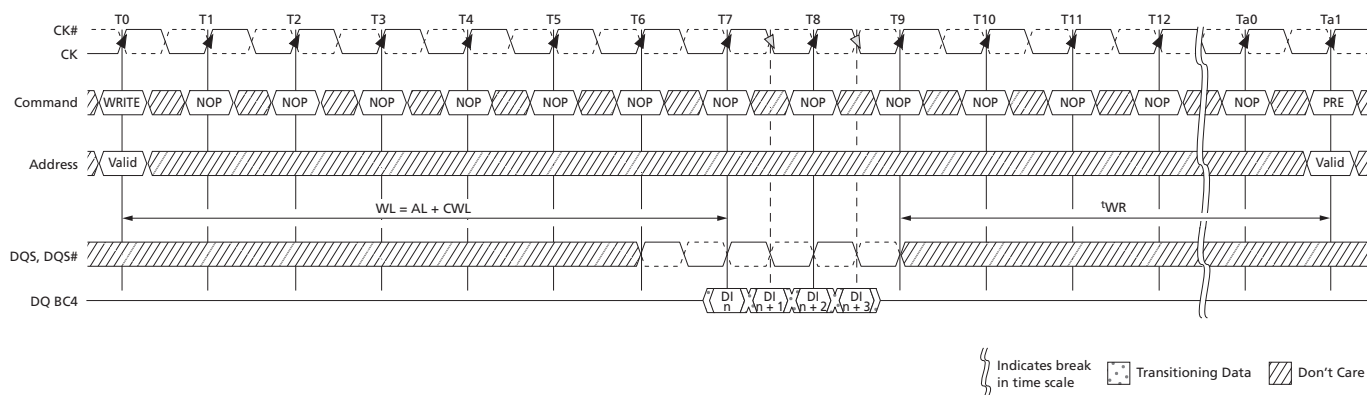 T0 T1 T2 T3 T4 T5 T6 T7 T8 T9 T10 T11 T12 Ta0 Ta1
CK#
CK
Command WRITE NOP NOP NOP NOP NOP NOP NOP NOP NOP NOP NOP NOP NOP PRE
Address Valid Valid
WL = AL + CWL tWR
DQS, DQS#
DQ BC4 DI n DI n + 1 DI n + 2 DI n + 3
Indicates break
in time scale
Transitioning Data
Don't Care